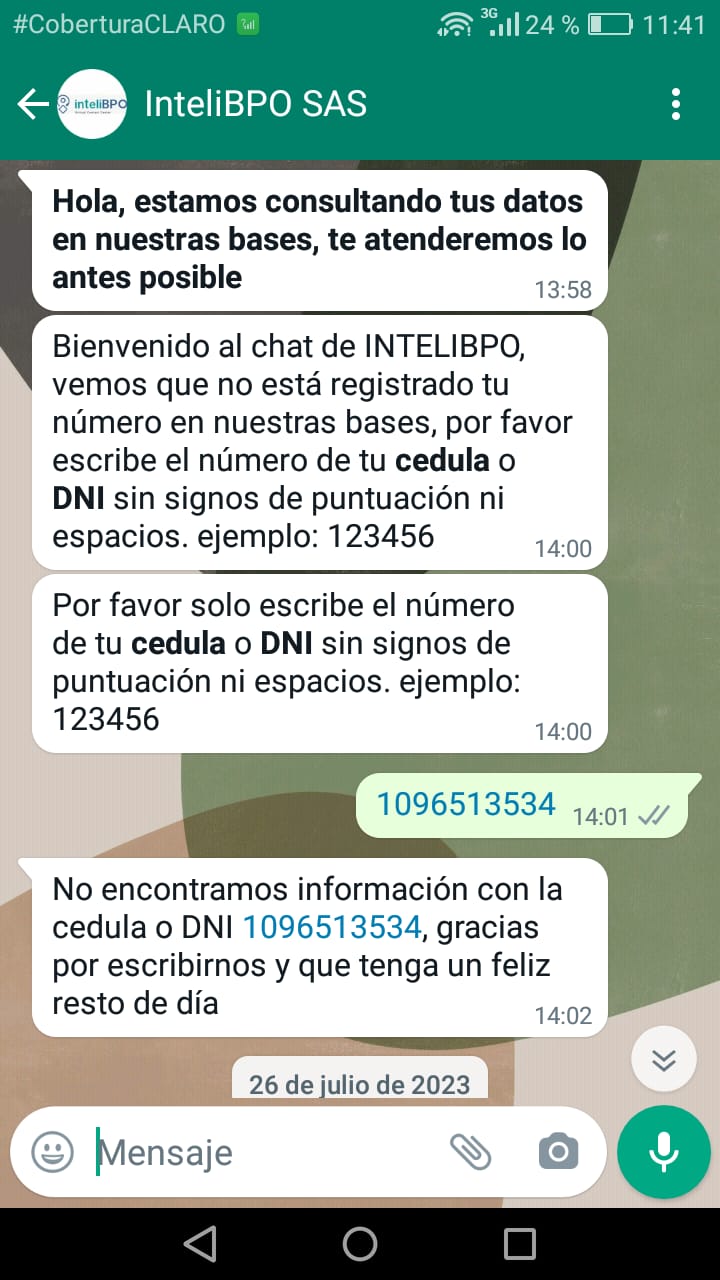 #CoberturaCLARO 3G 24 % 11:41
inteliBPO InteliBPO SAS
Hola, estamos consultando tus datos
en nuestras bases, te atenderemos lo
antes posible
13:58
Bienvenido al chat de INTELIBPO,
vemos que no está registrado tu
número en nuestras bases, por favor
escribe el número de tu cedula o
DNI sin signos de puntuación ni
espacios. ejemplo: 123456
14:00
Por favor solo escribe el número
de tu cedula o DNI sin signos de
puntuación ni espacios. ejemplo:
123456
14:00
1096513534 14:01
No encontramos información con la
cedula o DNI 1096513534, gracias
por escribirnos y que tenga un feliz
resto de día
14:02
26 de julio de 2023
Mensaje